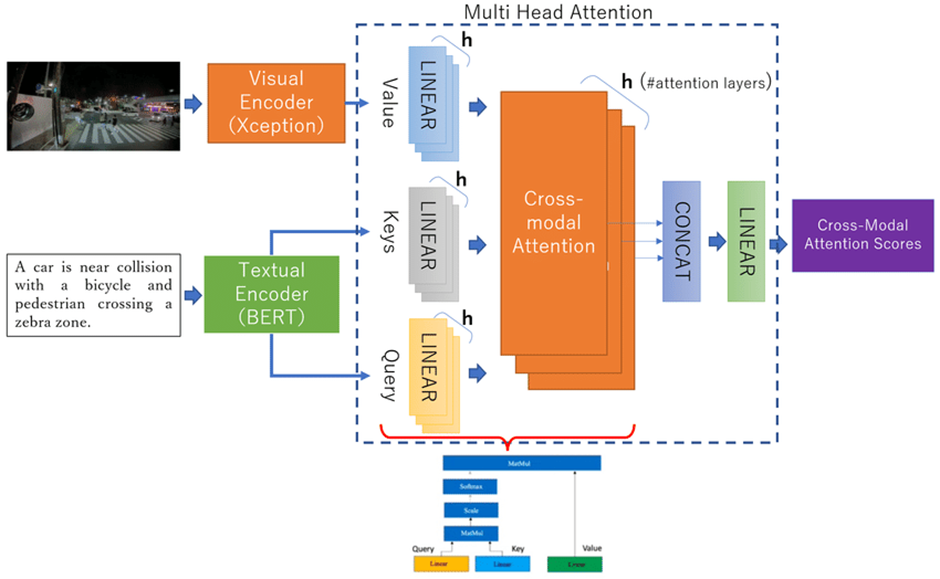 Multi Head Attention
Visual
Encoder
(Xception)
Value
LINEAR
h
h (#attention layers)
Keys
LINEAR
h
Cross-
modal
Attention
CONCAT
LINEAR
Cross-Modal
Attention Scores
A car is near collision
with a bicycle and
pedestrian crossing a
zebra zone.
Textual
Encoder
(BERT)
Query
LINEAR
h
MatMul
Softmax
Scale
MatMul
Query
Key
Value
Linear
Linear
Linear